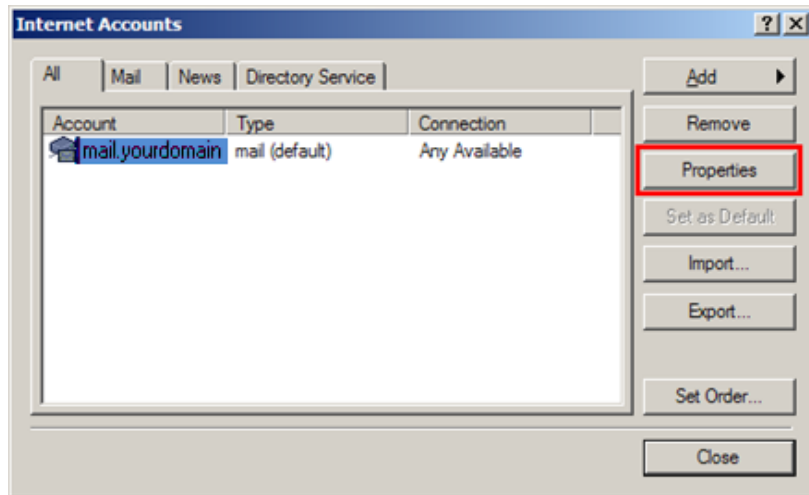 Internet Accounts
All Mail News Directory Service
Add
Account Type Connection
Remove
mail.yourdomain mail (default) Any Available
Properties
Set as Default
Import...
Export...
Set Order...
Close